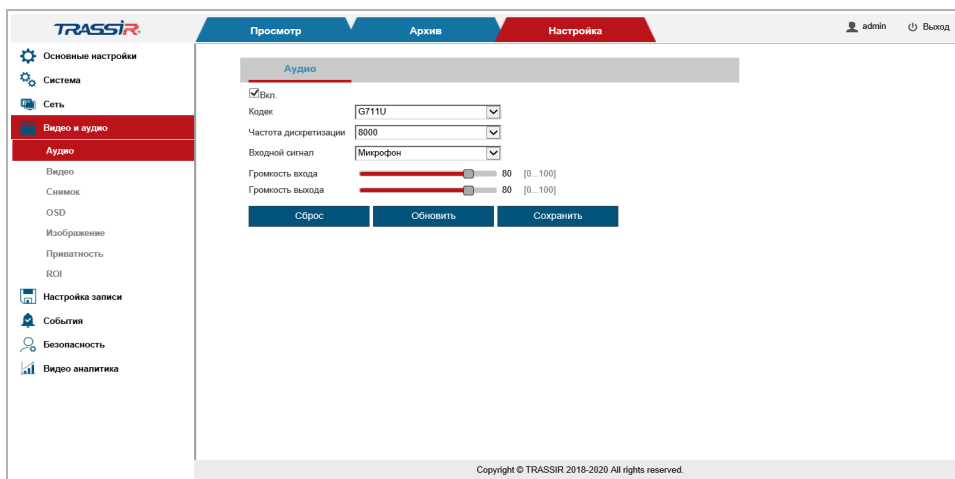 TRASSIR
Просмотр
Архив
Настройка
admin
Выход
Основные настройки
Система
Сеть
Видео и аудио
Аудио
Видео
Снимок
OSD
Изображение
Приватность
ROI
Настройка записи
События
Безопасность
Видео аналитика
Аудио
Вкл.
Кодек G711U
Частота дискретизации 8000
Входной сигнал Микрофон
Громкость входа 80 [0...100]
Громкость выхода 80 [0...100]
Сброс Обновить Сохранить
Copyright © TRASSIR 2018-2020 All rights reserved.